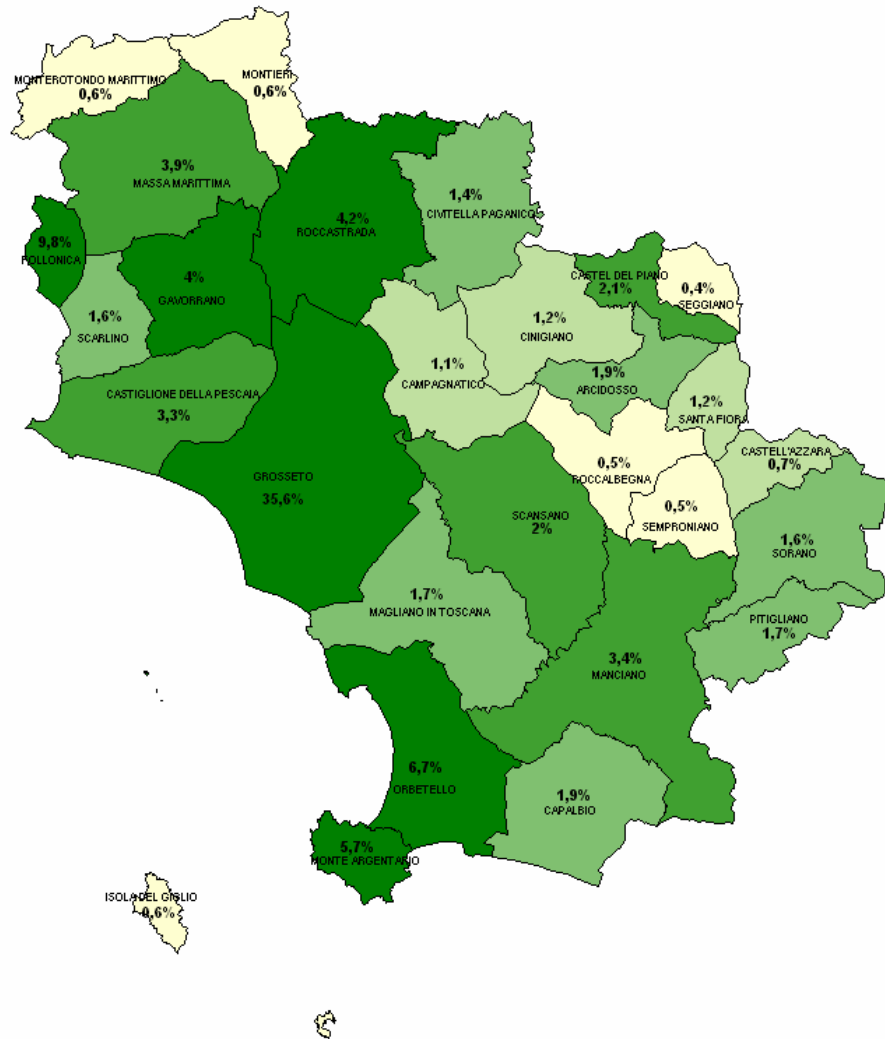 MONTEROTONDO MARITTIMO
0,6%
MONTIERI
0,6%
3,9%
MASSA MARITTIMA
4,2%
ROCCASTRADA
1,4%
CIVITELLA PAGANICO
9,8%
FOLLONICA
4%
GAVORRANO
CASTEL DEL PIANO
2,1%
0,4%
SEGGIANO
1,6%
SCARLINO
1,2%
CINIGIANO
1,1%
CAMPAGNATICO
1,9%
ARCIDOSSO
CASTIGLIONE DELLA PESCAIA
3,3%
1,2%
SANTA FIORA
CASTELL'AZZARA
0,7%
0,5%
ROCCALBEGNA
GROSSETO
35,6%
0,5%
SEMPRONIANO
SCANSANO
2%
1,6%
SORANO
1,7%
MAGLIANO IN TOSCANA
PITIGLIANO
1,7%
3,4%
MANCIANO
6,7%
ORBETELLO
1,9%
CAPALBIO
5,7%
MONTE ARGENTARIO
ISOLA DEL GIGLIO
0,6%